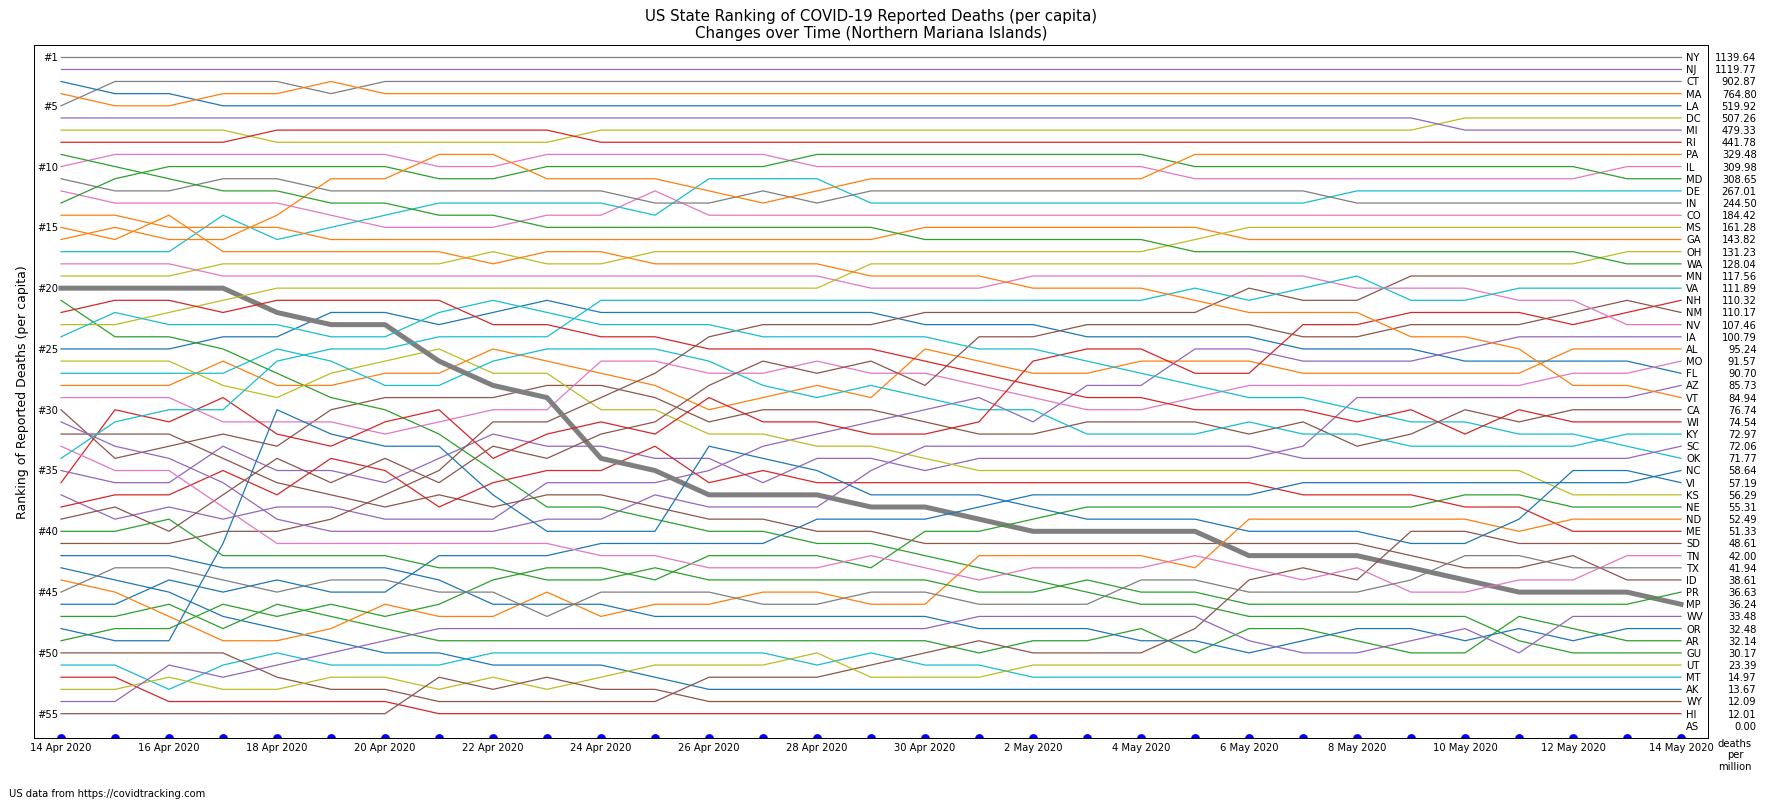 US State Ranking of COVID-19 Reported Deaths (per capita)
Changes over Time (Northern Mariana Islands)
Ranking of Reported Deaths (per capita)
#1
#5
#10
#15
#20
#25
#30
#35
#40
#45
#50
#55
NY 1139.64
NJ 1119.77
CT 902.87
MA 764.80
LA 519.92
DC 507.26
MI 479.33
RI 441.78
PA 329.48
IL 309.98
MD 308.65
DE 267.01
IN 244.50
CO 184.42
MS 161.28
GA 143.82
OH 131.23
WA 128.04
MN 117.56
VA 111.89
NH 110.32
NM 110.17
NV 107.46
IA 100.79
AL 95.24
MO 91.57
FL 90.70
AZ 85.73
VT 84.94
CA 76.74
WI 74.54
KY 72.97
SC 72.06
OK 71.77
NC 58.64
VI 57.19
KS 56.29
NE 55.31
ND 52.49
ME 51.33
SD 48.61
TN 42.00
TX 41.94
ID 38.61
PR 36.63
MP 36.24
WV 33.48
OR 32.48
AR 32.14
GU 30.17
UT 23.39
MT 14.97
AK 13.67
WY 12.09
HI 12.01
AS 0.00
14 Apr 2020 16 Apr 2020 18 Apr 2020 20 Apr 2020 22 Apr 2020 24 Apr 2020 26 Apr 2020 28 Apr 2020 30 Apr 2020 2 May 2020 4 May 2020 6 May 2020 8 May 2020 10 May 2020 12 May 2020 14 May 2020
deaths
per
million
US data from https://covidtracking.com